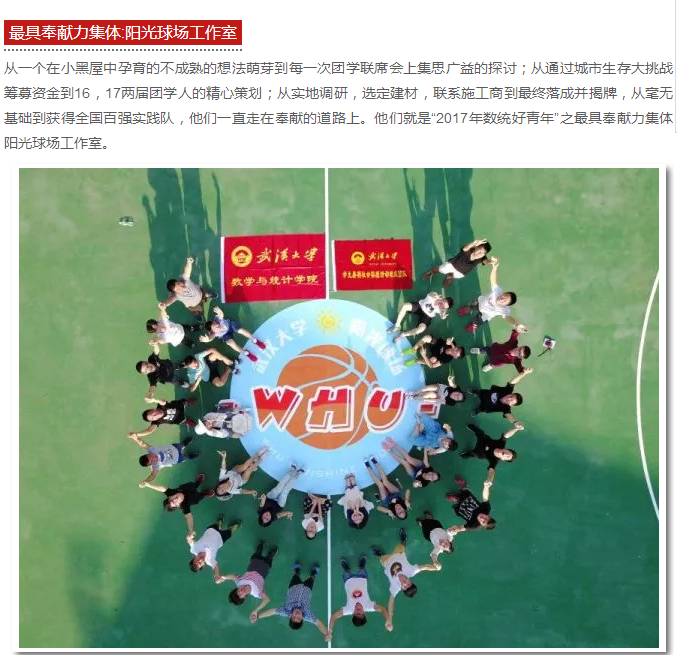 最具奉献力集体:阳光球场工作室
从一个在小黑屋中孕育的不成熟的想法萌芽到每一次团学联席会上集思广益的探讨；从通过城市生存大挑战
筹募资金到16，17两届团学人的精心策划；从实地调研，选定建材，联系施工商到最终落成并揭牌，从毫无
基础到获得全国百强实践队，他们一直走在奉献的道路上。他们就是“2017年数统好青年”之最具奉献力集体
阳光球场工作室。
武汉大学
数学与统计学院
武汉大学
武汉大学
WHU